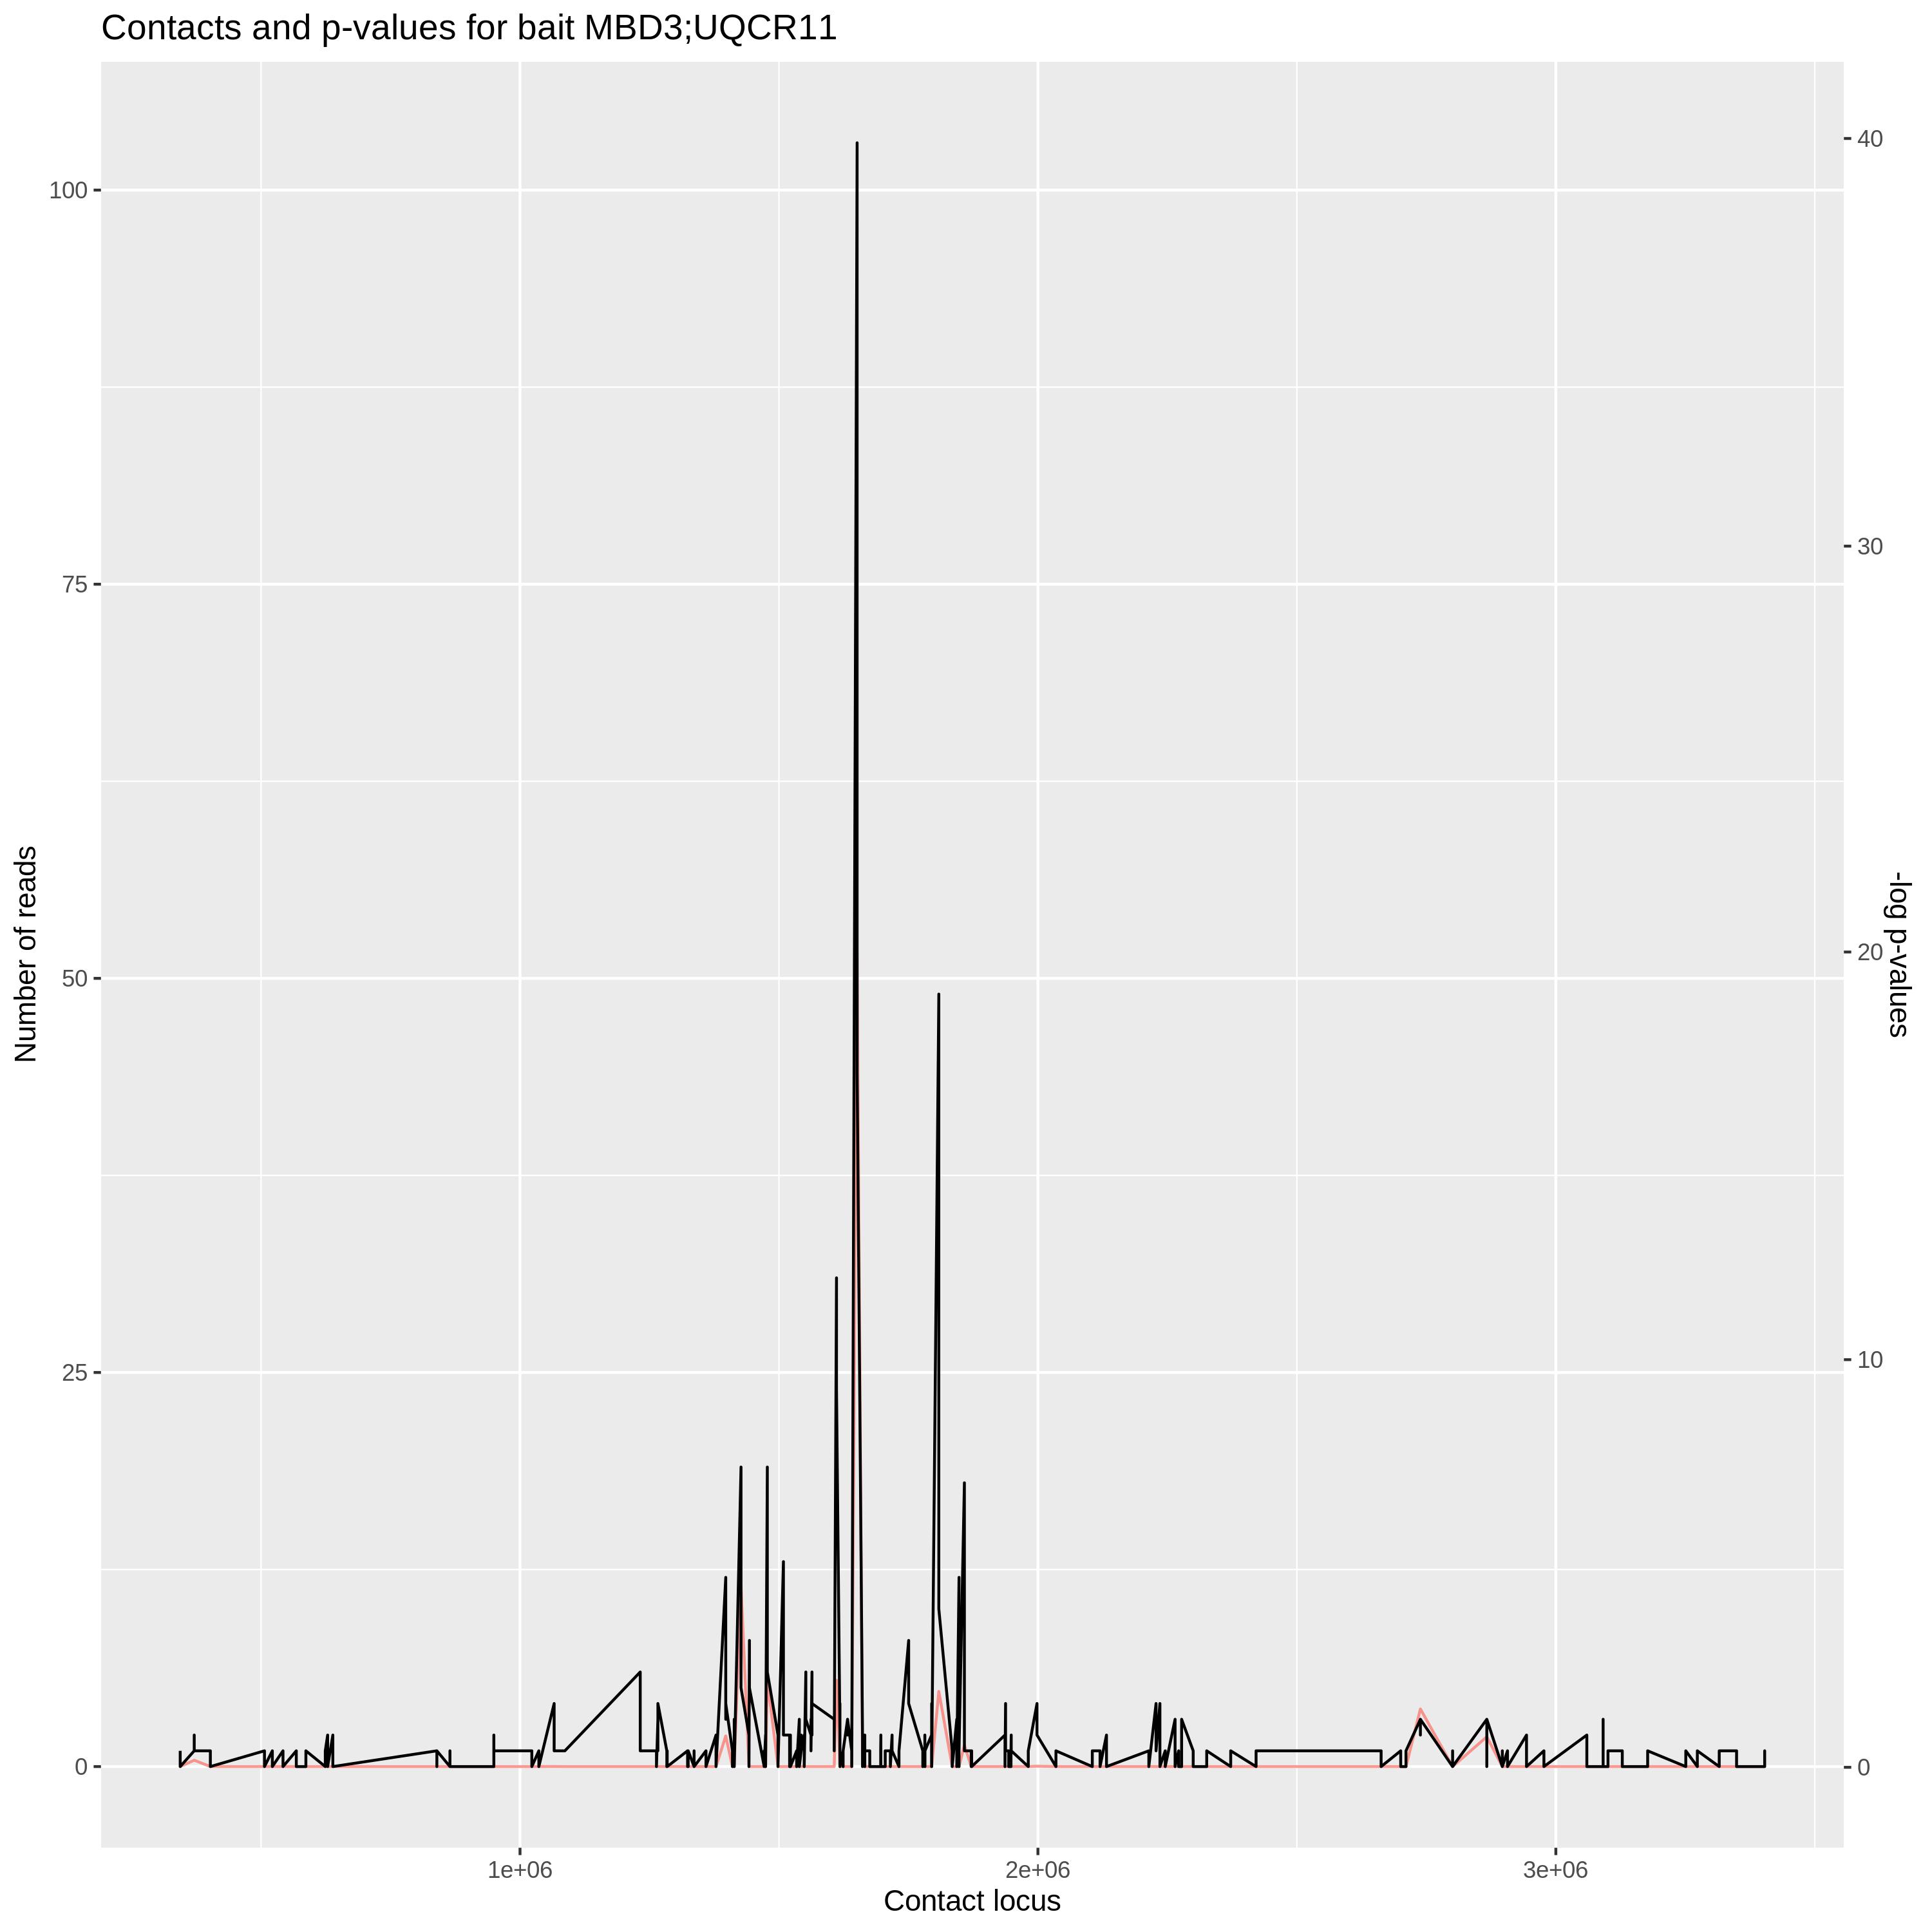 Contacts and p-values for bait MBD3;UQCR11
100
75
50
25
0
Number of reads
40
30
20
10
0
-log p-values
1e+06
2e+06
3e+06
Contact locus